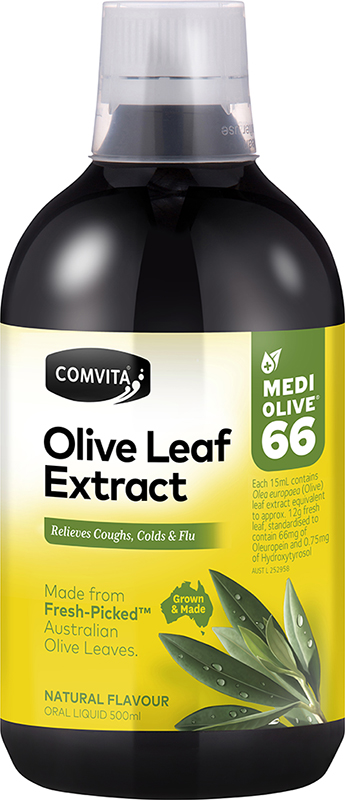 COMVITA
MEDI
OLIVE®
66
Olive Leaf
Extract
Relieves Coughs, Colds & Flu
Each 15mL contains
Olea europaea (Olive)
leaf extract equivalent
to approx. 12g fresh
leaf, standardised to
contain 66mg of
Oleuropein and 0.75mg
of Hydroxytyrosol
AUST L 252958
Made from
Fresh-Picked™
Australian
Olive Leaves.
Grown
& Made
NATURAL FLAVOUR
ORAL LIQUID 500ml